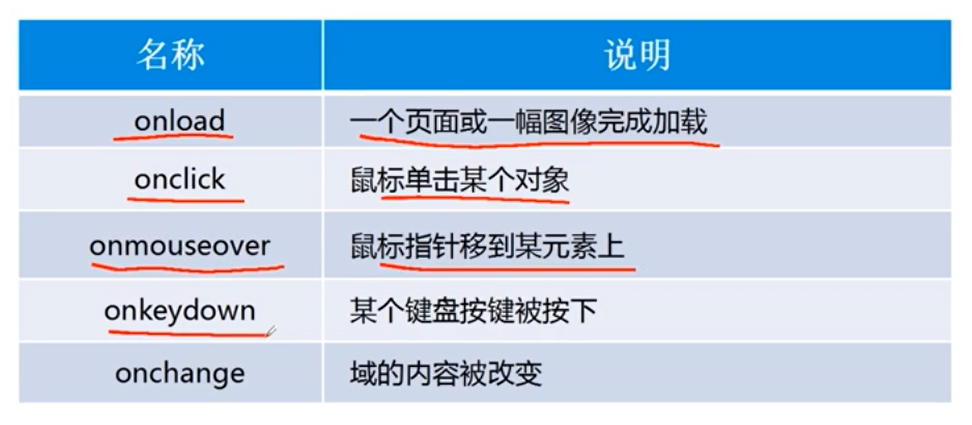 名称 说明
onload 一个页面或一幅图像完成加载
onclick 鼠标单击某个对象
onmouseover 鼠标指针移到某元素上
onkeydown 某个键盘按键被按下
onchange 域的内容被改变